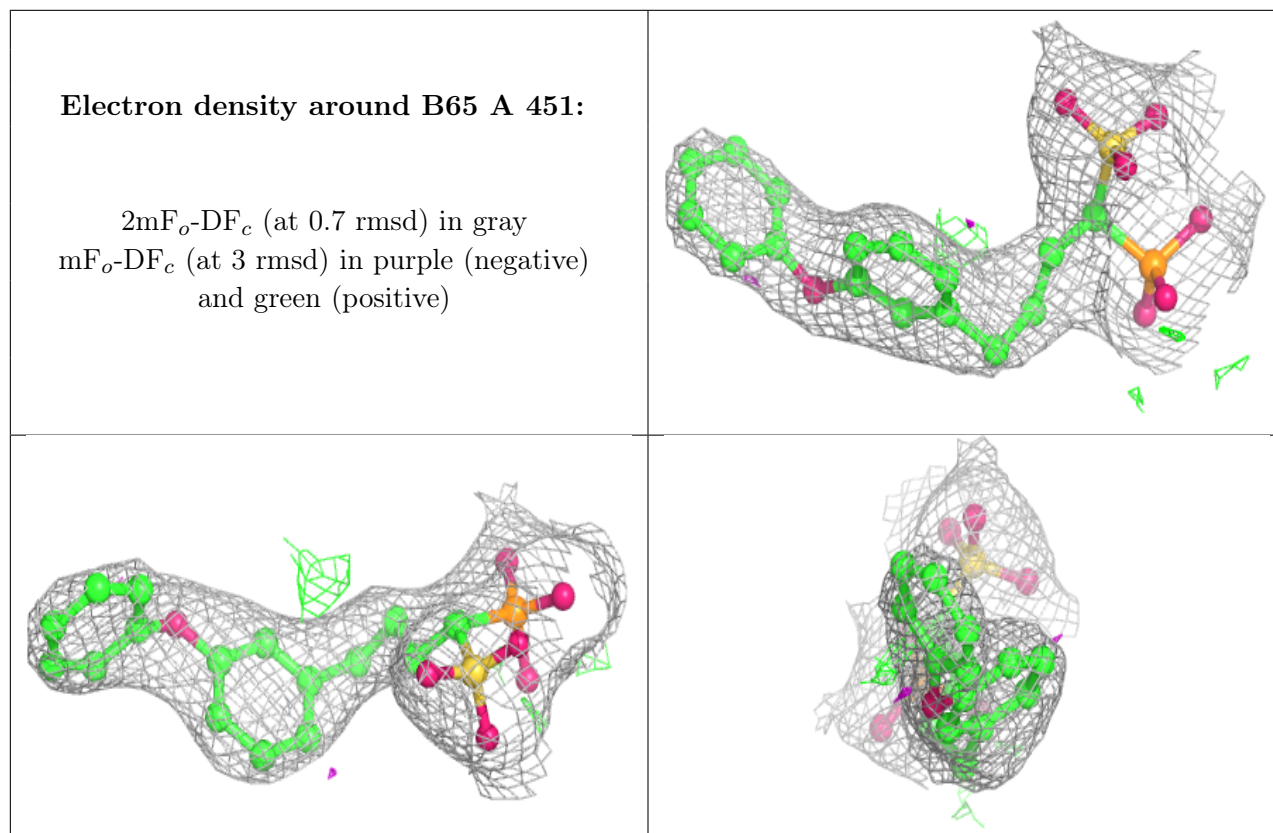 Electron density around B65 A 451:
2mFo-DFc (at 0.7 rmsd) in gray
mFo-DFc (at 3 rmsd) in purple (negative)
and green (positive)